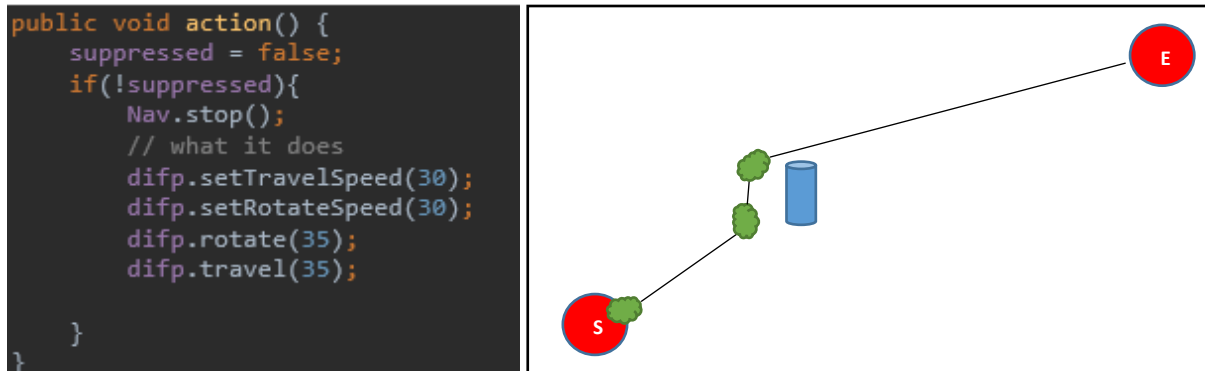 public void action() {
    suppressed = false;
    if(!suppressed){
        Nav.stop();
        // what it does
        difp.setTravelSpeed(30);
        difp.setRotateSpeed(30);
        difp.rotate(35);
        difp.travel(35);
    }
}
E
S